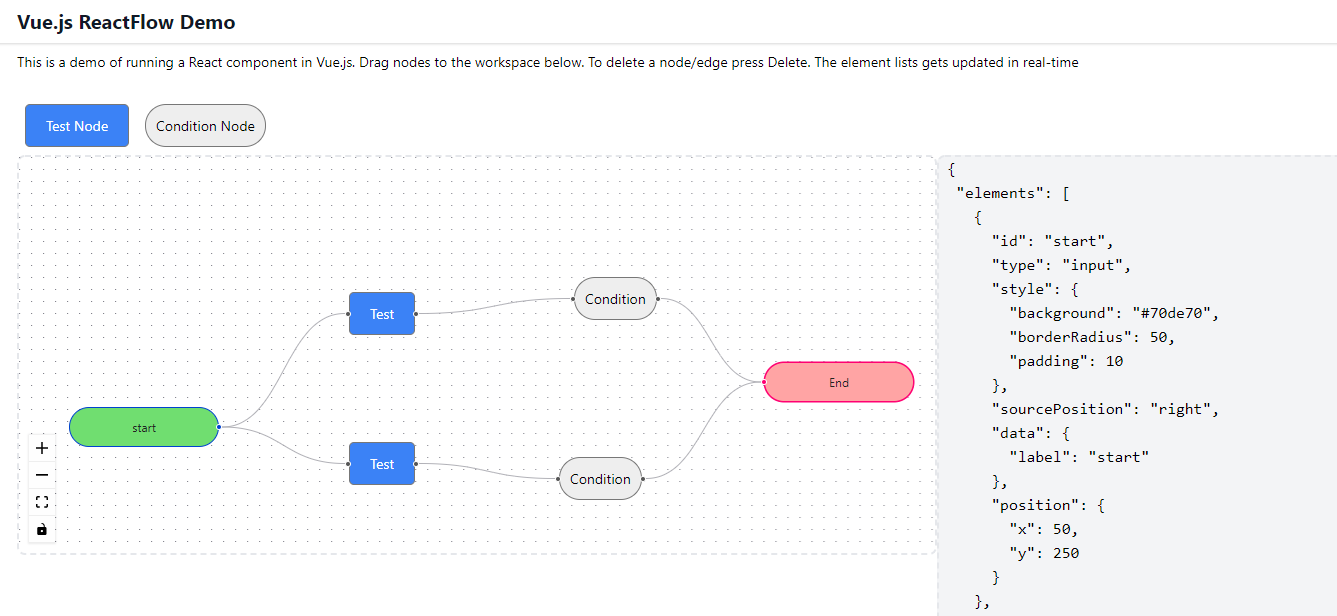 Vue.js ReactFlow Demo
This is a demo of running a React component in Vue.js. Drag nodes to the workspace below. To delete a node/edge press Delete. The element lists gets updated in real-time
Test Node
Condition Node
Condition
Test
End
start
Test
Condition
{
"elements": [
{
"id": "start",
"type": "input",
"style": {
"background": "#70de70",
"borderRadius": 50,
"padding": 10
},
"sourcePosition": "right",
"data": {
"label": "start"
},
"position": {
"x": 50,
"y": 250
}
},